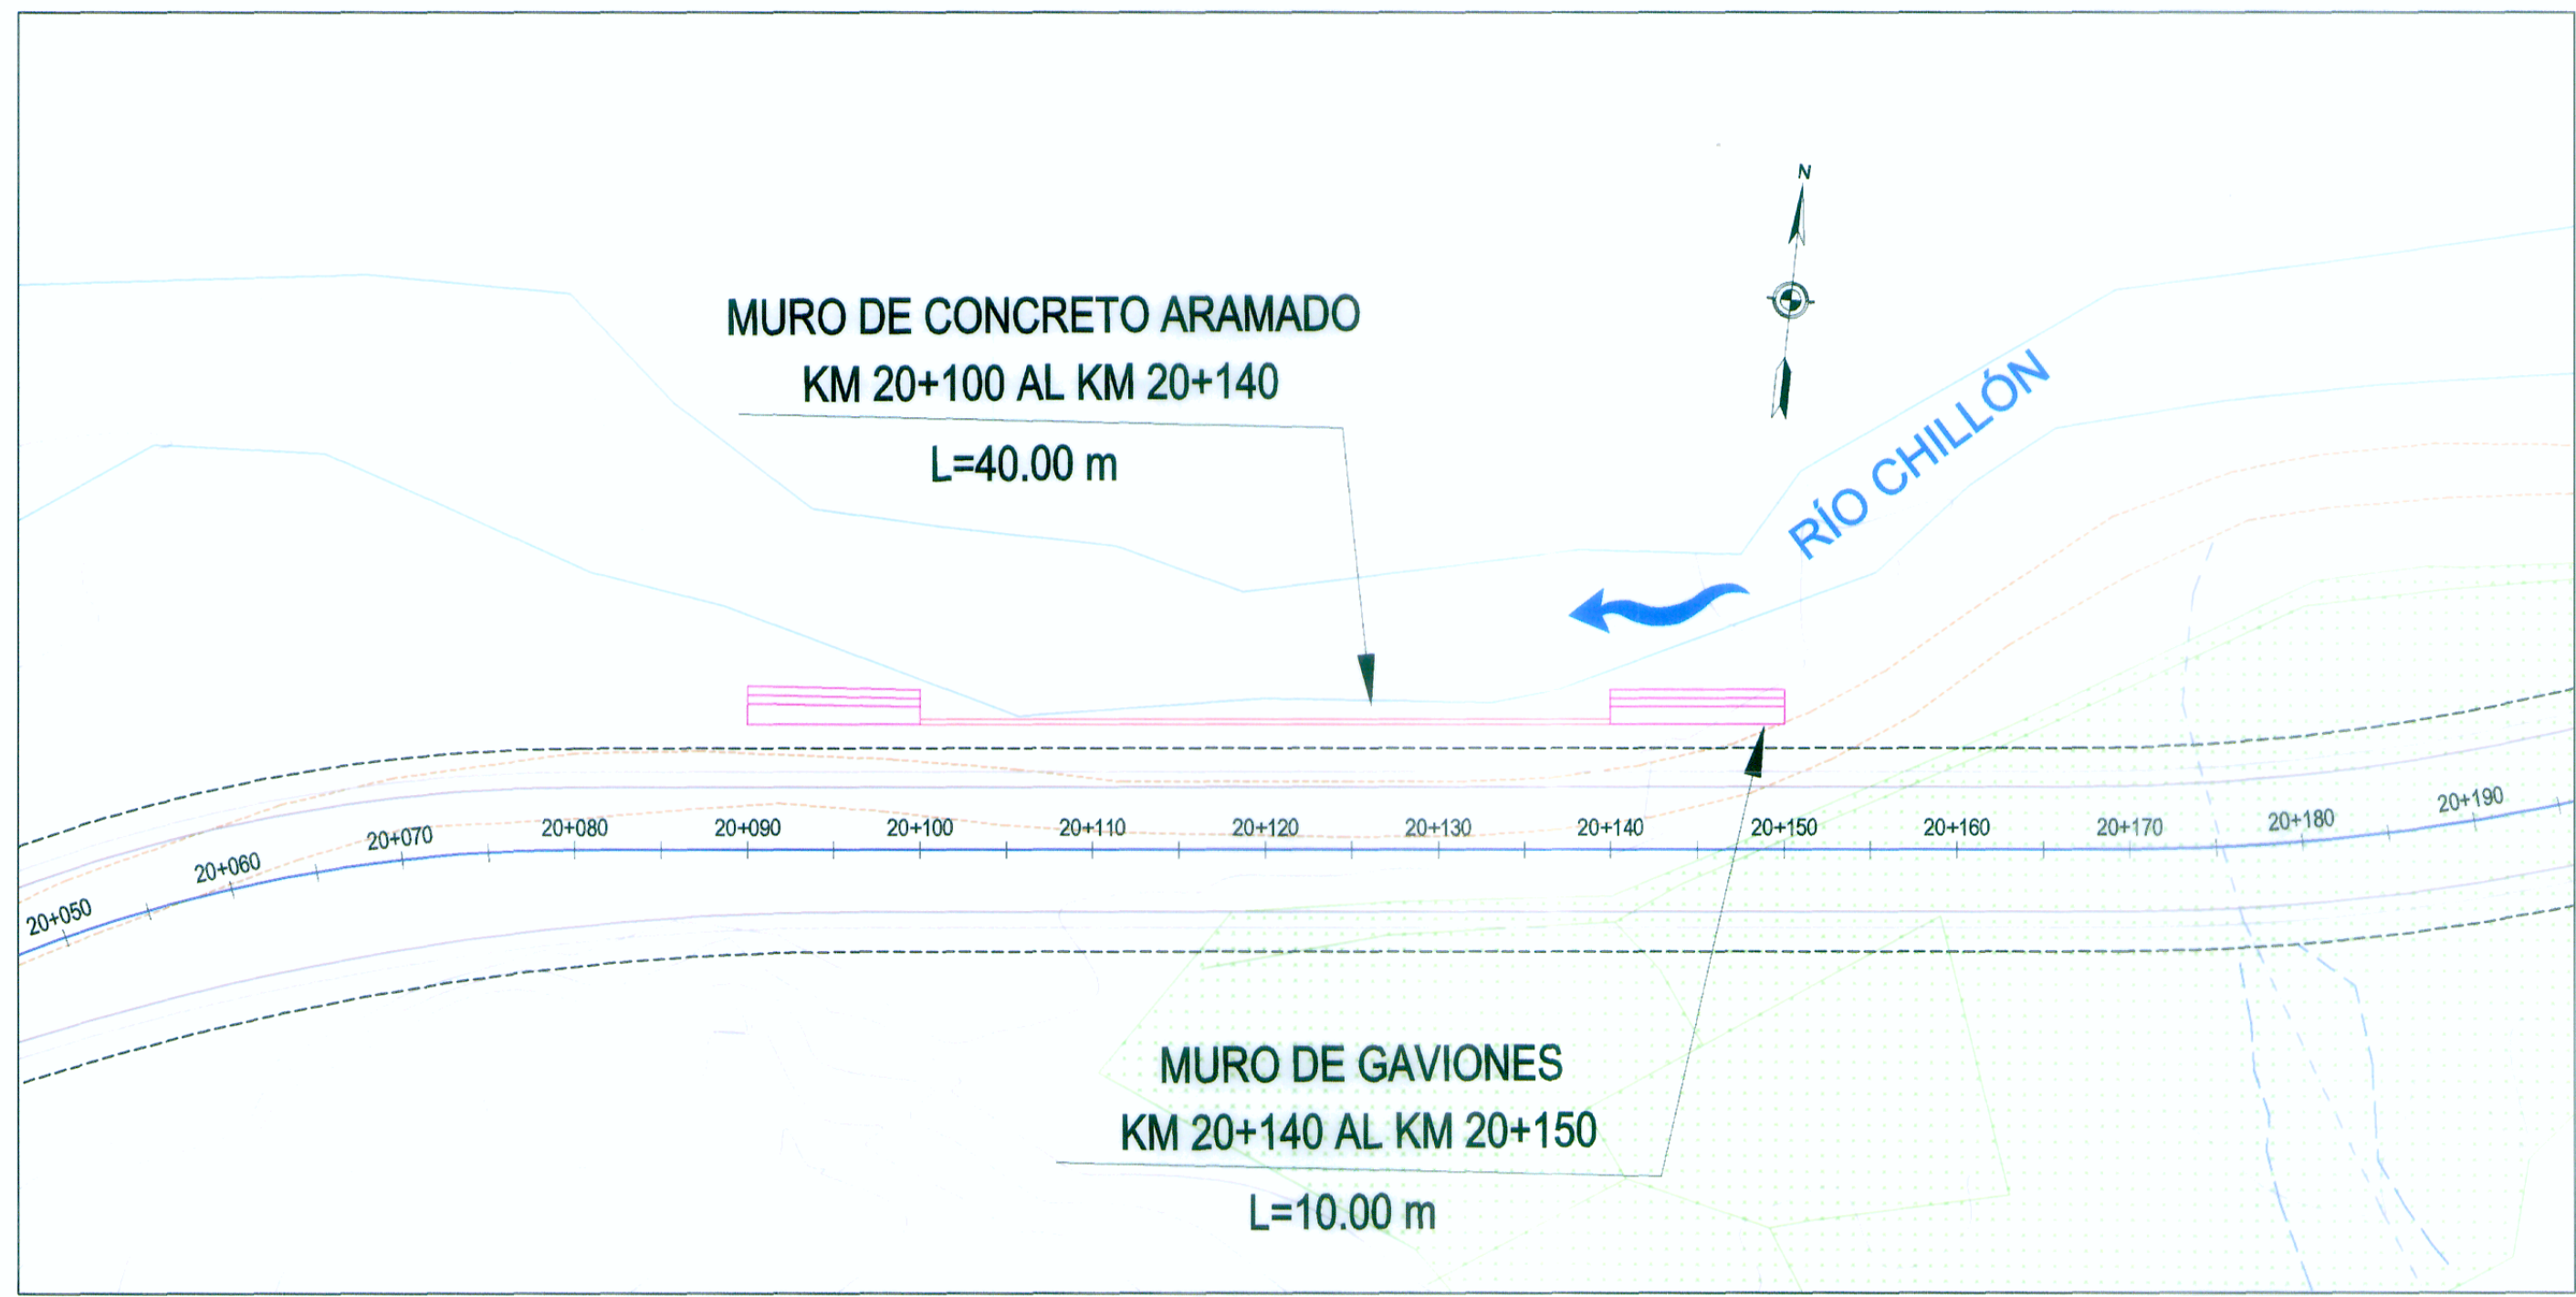 N
MURO DE CONCRETO ARAMADO
KM 20+100 AL KM 20+140
L=40.00 m
RÍO CHILLÓN
20+050
20+060
20+070
20+080
20+090
20+100
20+110
20+120
20+130
20+140
20+150
20+160
20+170
20+180
20+190
MURO DE GAVIONES
KM 20+140 AL KM 20+150
L=10.00 m